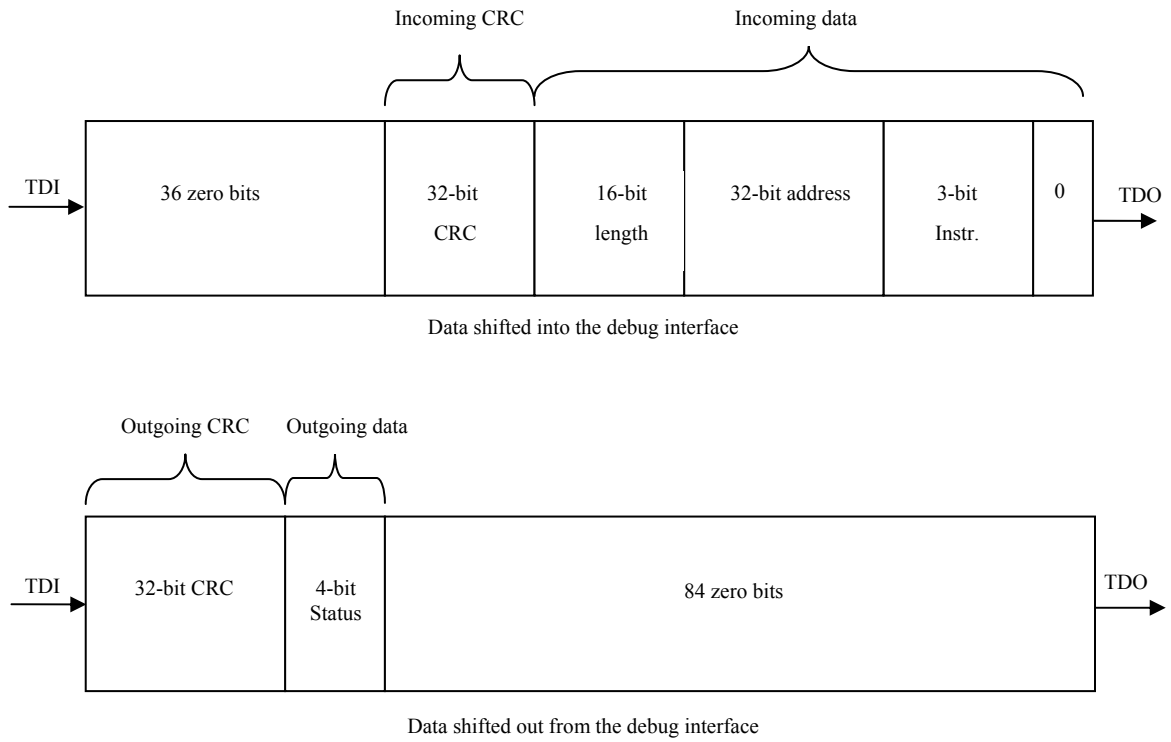 Incoming CRC
Incoming data
TDI
36 zero bits
32-bit
CRC
16-bit
length
32-bit address
3-bit
Instr.
0
TDO
Data shifted into the debug interface
Outgoing CRC
Outgoing data
TDI
32-bit CRC
4-bit
Status
84 zero bits
TDO
Data shifted out from the debug interface